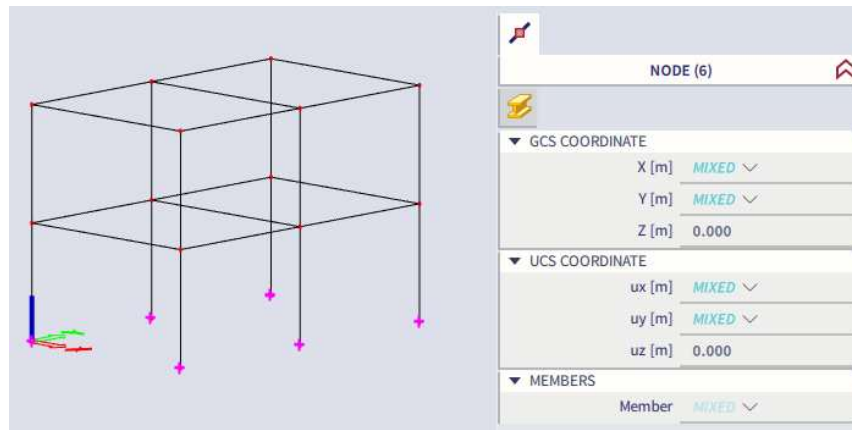 NODE (6)
GCS COORDINATE
X [m] MIXED
Y [m] MIXED
Z [m] 0.000
UCS COORDINATE
ux [m] MIXED
uy [m] MIXED
uz [m] 0.000
MEMBERS
Member MIXED